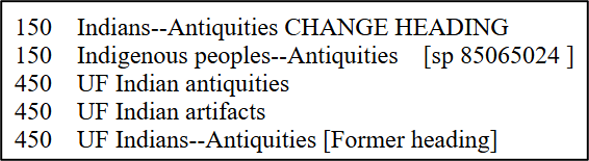 150 Indians--Antiquities CHANGE HEADING
150 Indigenous peoples--Antiquities [sp 85065024 ]
450 UF Indian antiquities
450 UF Indian artifacts
450 UF Indians--Antiquities [Former heading]